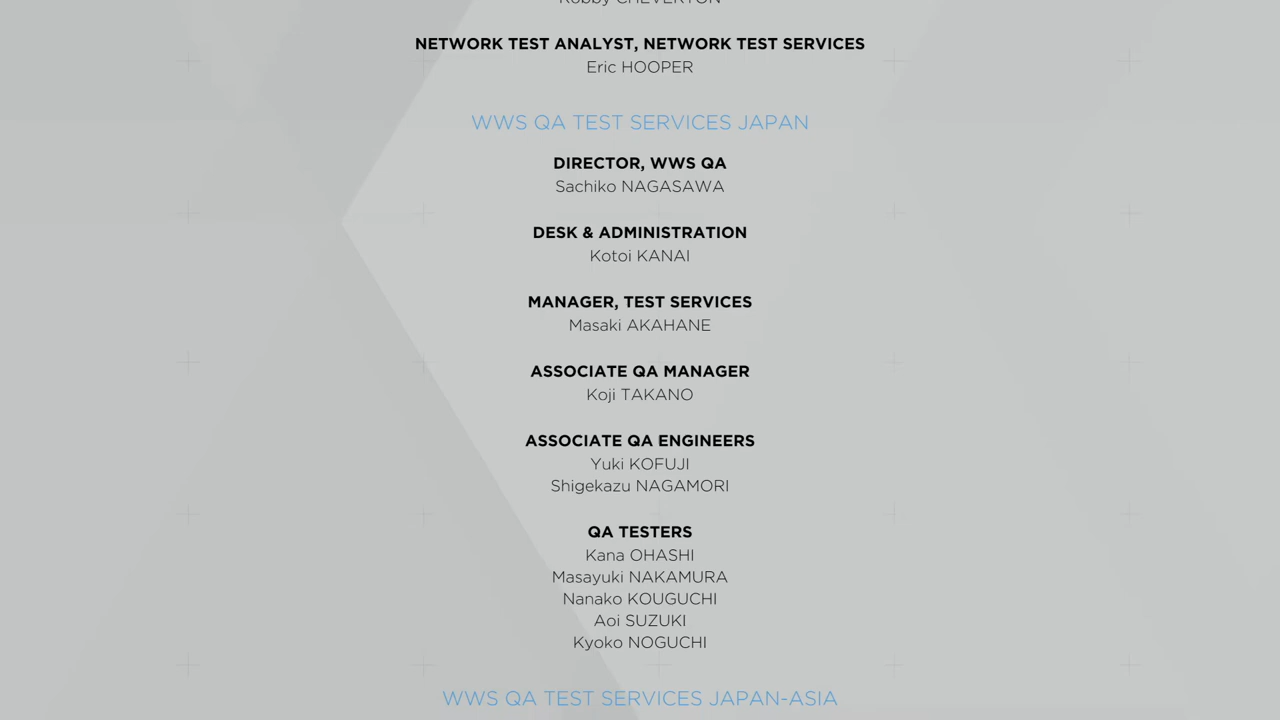 Robby CHEVERTON
NETWORK TEST ANALYST, NETWORK TEST SERVICES
Eric HOOPER
WWS QA TEST SERVICES JAPAN
DIRECTOR, WWS QA
Sachiko NAGASAWA
DESK & ADMINISTRATION
Kotoi KANAI
MANAGER, TEST SERVICES
Masaki AKAHANE
ASSOCIATE QA MANAGER
Koji TAKANO
ASSOCIATE QA ENGINEERS
Yuki KOFUJI
Shigekazu NAGAMORI
QA TESTERS
Kana OHASHI
Masayuki NAKAMURA
Nanako KOUGUCHI
Aoi SUZUKI
Kyoko NOGUCHI
WWS QA TEST SERVICES JAPAN-ASIA